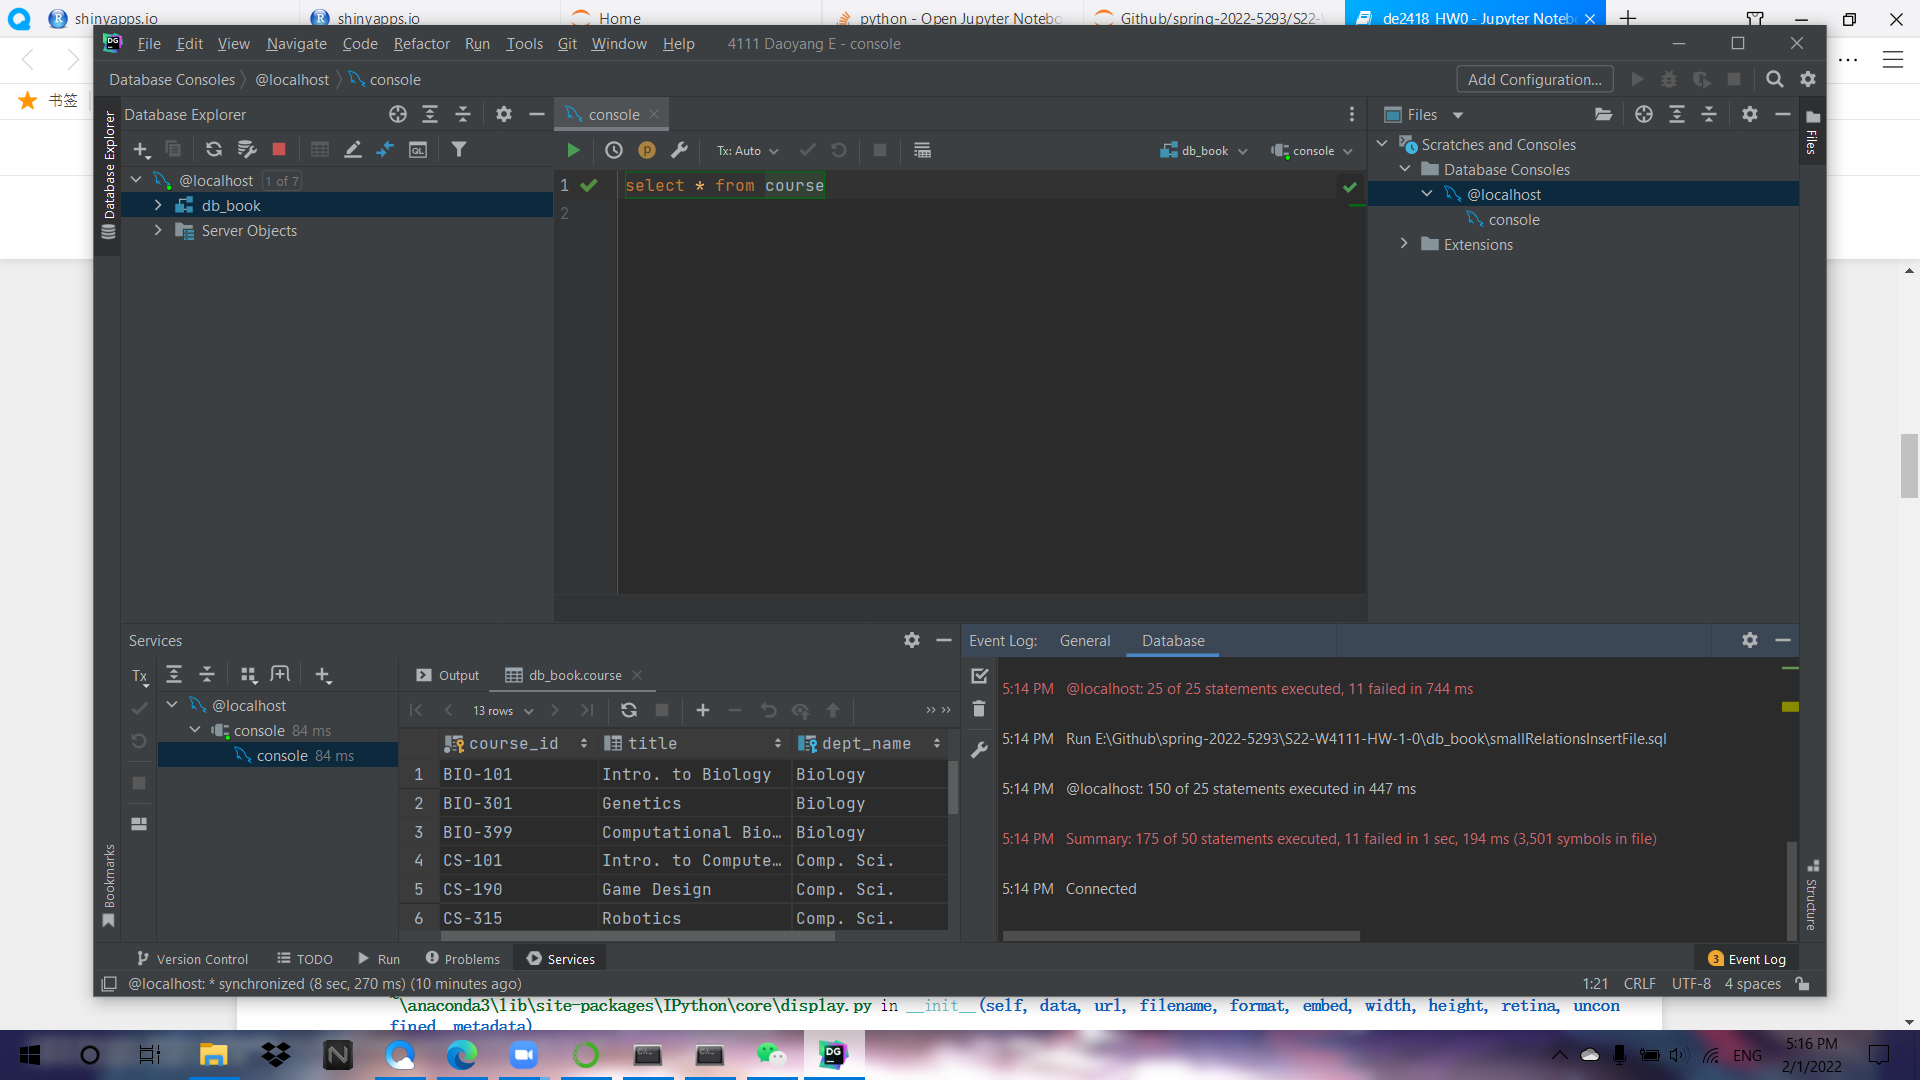 shinyapps.io
shinyapps.io
Home
python - Open Jupyter Notebo
Github/spring-2022-5293/S22-
de2418_HW0 - Jupyter Noteb
File Edit View Navigate Code Refactor Run Tools Git Window Help 4111 Daoyang E - console
Database Consoles @localhost console
Add Configuration...
书签
Database Explorer
console
Files
Tx: Auto
db_book
console
Database Explorer
@localhost 1 of 7
db_book
Server Objects
1 select * from course
2
Scratches and Consoles
Database Consoles
@localhost
console
Extensions
Files
Services
Tx
@localhost
console 84 ms
console 84 ms
Output
db_book.course
13 rows
course_id title dept_name
1 BIO-101 Intro. to Biology Biology
2 BIO-301 Genetics Biology
3 BIO-399 Computational Bio… Biology
4 CS-101 Intro. to Compute… Comp. Sci.
5 CS-190 Game Design Comp. Sci.
6 CS-315 Robotics Comp. Sci.
Event Log: General Database
5:14 PM @localhost: 25 of 25 statements executed, 11 failed in 744 ms
5:14 PM Run E:\Github\spring-2022-5293\S22-W4111-HW-1-0\db_book\smallRelationsInsertFile.sql
5:14 PM @localhost: 150 of 25 statements executed in 447 ms
5:14 PM Summary: 175 of 50 statements executed, 11 failed in 1 sec, 194 ms (3,501 symbols in file)
5:14 PM Connected
Bookmarks
Structure
Version Control TODO Run Problems Services
3 Event Log
@localhost: * synchronized (8 sec, 270 ms) (10 minutes ago)
1:21 CRLF UTF-8 4 spaces
~\anaconda3\lib\site-packages\IPython\core\display.py in __init__(self, data, url, filename, format, embed, width, height, retina, uncon
fined, metadata)
DG
ENG
5:16 PM
2/1/2022